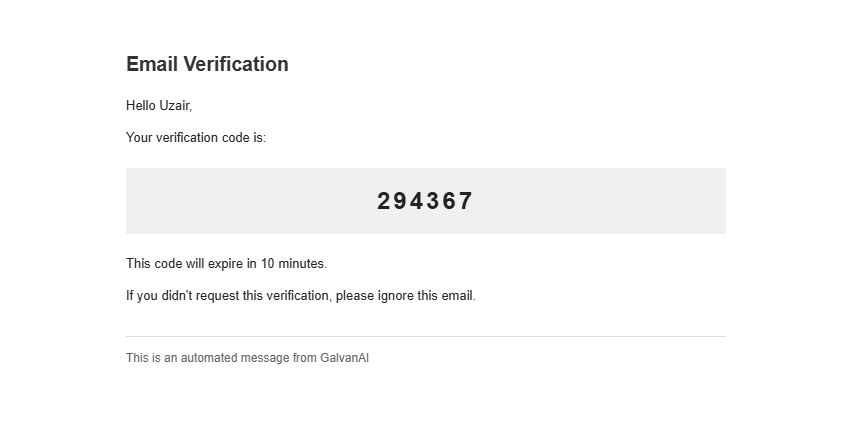 Email Verification
Hello Uzair,
Your verification code is:
294367
This code will expire in 10 minutes.
If you didn't request this verification, please ignore this email.
This is an automated message from GalvanAI